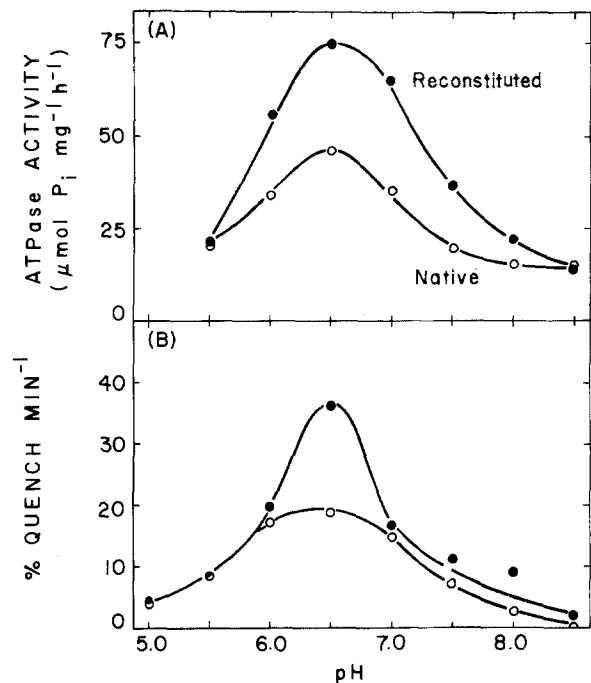 (A)
ATPase ACTIVITY
(μmol Pi mg⁻¹h⁻¹)
75
50
25
0
Reconstituted
Native
(B)
% QUENCH MIN⁻¹
40
30
20
10
0
5.0 6.0 7.0 8.0
pH